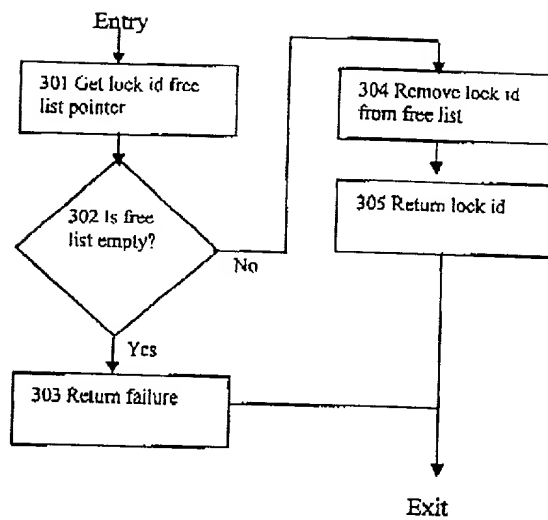 Entry
301 Get lock id free
list pointer
302 Is free
list empty?
No
Yes
303 Return failure
304 Remove lock id
from free list
305 Return lock id
Exit